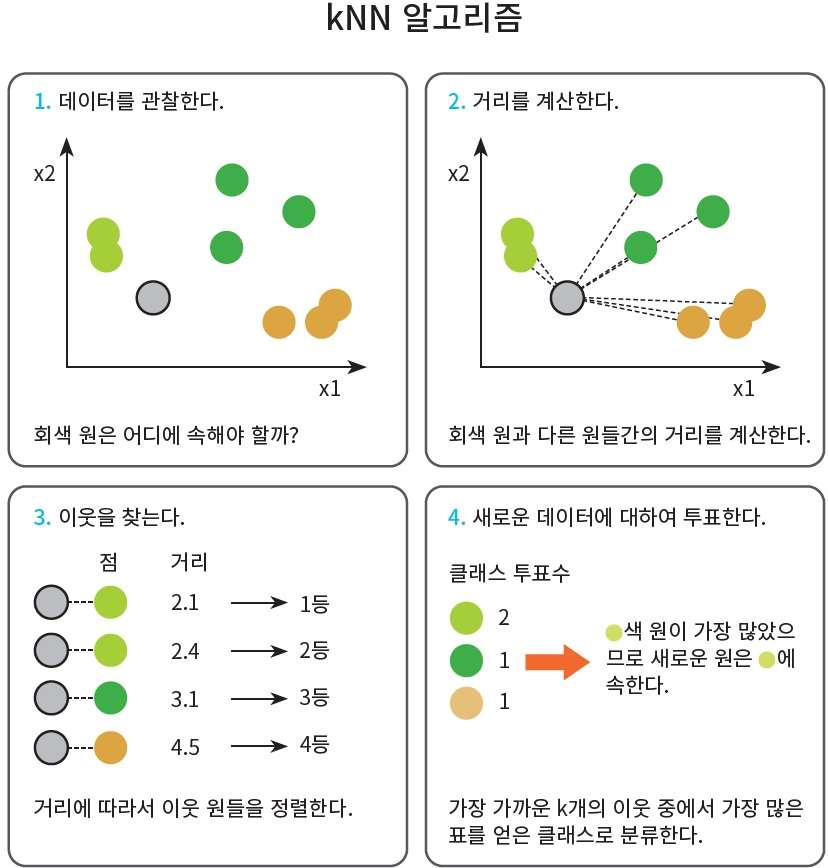 kNN 알고리즘
1. 데이터를 관찰한다.
x2
x1
회색 원은 어디에 속해야 할까?
2. 거리를 계산한다.
x2
x1
회색 원과 다른 원들간의 거리를 계산한다.
3. 이웃을 찾는다.
점 거리
2.1 1등
2.4 2등
3.1 3등
4.5 4등
거리에 따라서 이웃 원들을 정렬한다.
4. 새로운 데이터에 대하여 투표한다.
클래스 투표수
2
1
1
색 원이 가장 많았으
므로 새로운 원은 에
속한다.
가장 가까운 k개의 이웃 중에서 가장 많은
표를 얻은 클래스로 분류한다.